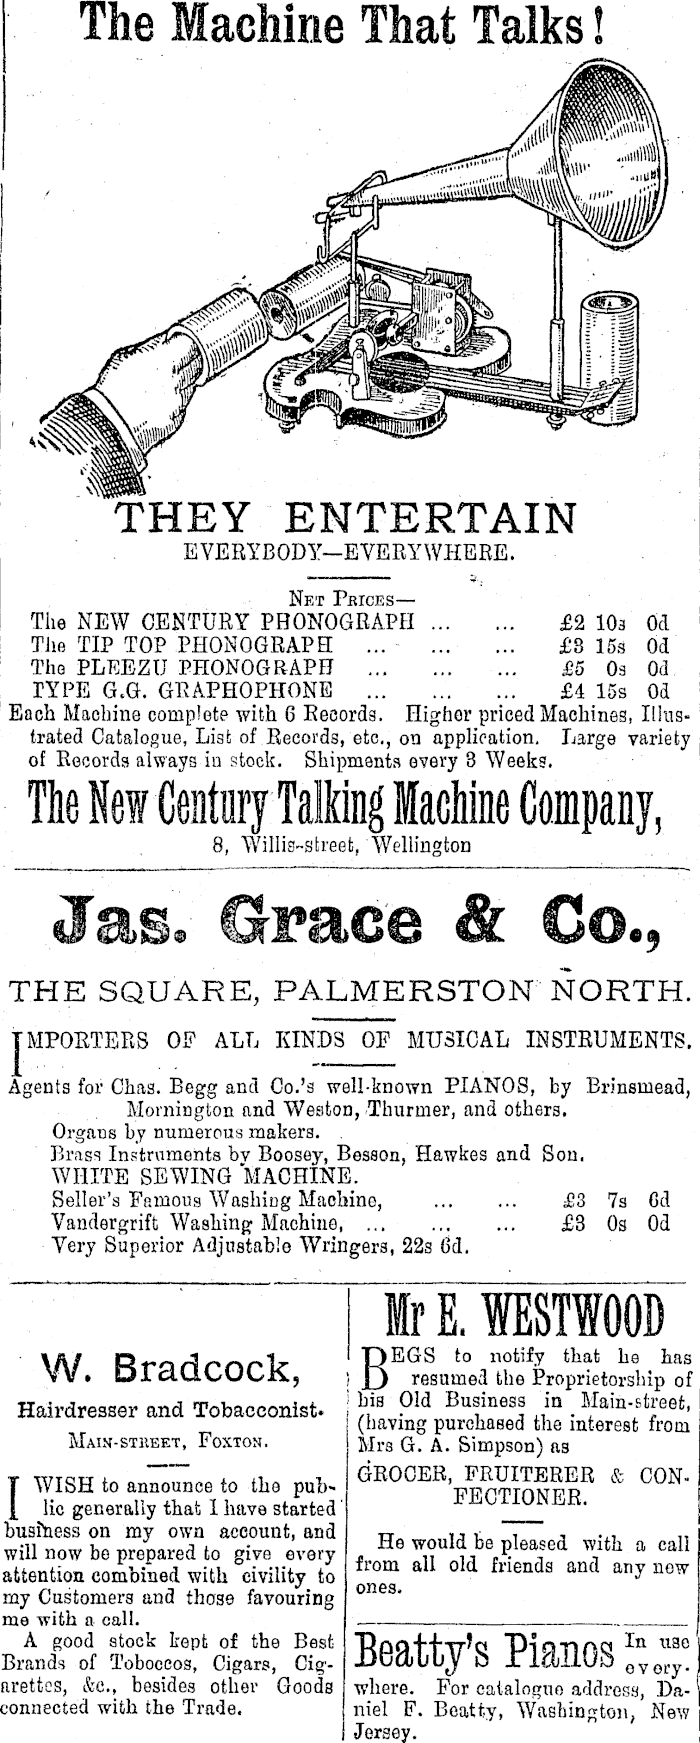 The Machine That Talks!
THEY ENTERTAIN
EVERYBODY—EVERYWHERE.
NET PRICES—
The NEW CENTURY PHONOGRAPH ... ... £2 10s 0d
The TIP TOP PHONOGRAPH ... ... ... £3 15s 0d
The PLEEZU PHONOGRAPH ... ... ... £5 0s 0d
TYPE G.G. GRAPHOPHONE ... ... ... £4 15s 0d
Each Machine complete with 6 Records. Higher priced Machines, Illus-
trated Catalogue, List of Records, etc., on application. Large variety
of Records always in stock. Shipments every 3 Weeks.
The New Century Talking Machine Company,
8, Willis-street, Wellington
Jas. Grace & Co.,
THE SQUARE, PALMERSTON NORTH.
IMPORTERS OF ALL KINDS OF MUSICAL INSTRUMENTS.
Agents for Chas. Begg and Co.'s well-known PIANOS, by Brinsmead,
Mornington and Weston, Thurmer, and others.
Organs by numerous makers.
Brass Instruments by Boosey, Besson, Hawkes and Son.
WHITE SEWING MACHINE.
Seller's Famous Washing Machine, ... ... £3 7s 6d
Vandergrift Washing Machine, ... ... ... £3 0s 0d
Very Superior Adjustable Wringers, 22s 6d.
W. Bradcock,
Hairdresser and Tobacconist.
MAIN-STREET, FOXTON.
I WISH to announce to the pub-
lic generally that I have started
business on my own account, and
will now be prepared to give every
attention combined with civility to
my Customers and those favouring
me with a call.
A good stock kept of the Best
Brands of Toboccos, Cigars, Cig-
arettes, &c., besides other Goods
connected with the Trade.
Mr E. WESTWOOD
BEGS to notify that he has
resumed the Proprietorship of
his Old Business in Main-street,
(having purchased the interest from
Mrs G. A. Simpson) as
GROCER, FRUITERER & CON-
FECTIONER.
He would be pleased with a call
from all old friends and any new
ones.
Beatty's Pianos In use
every-
where. For catalogue address, Da-
niel F. Beatty, Washington, New
Jersey.